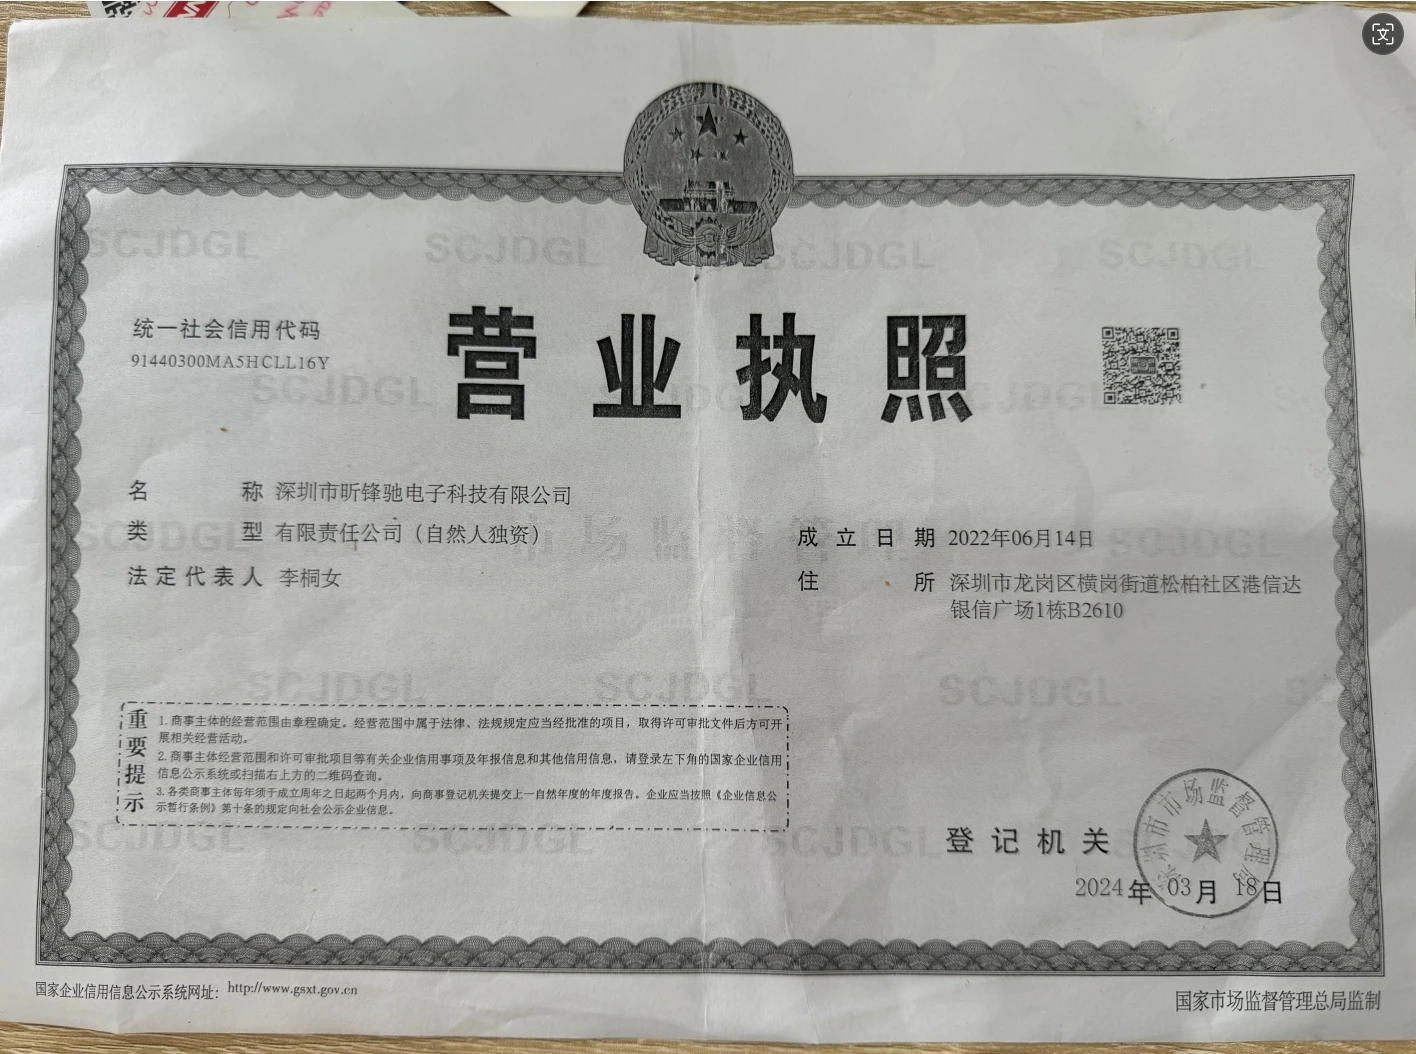 营业执照
统一社会信用代码
91440300MA5HCLL16Y
名称 深圳市昕锋驰电子科技有限公司
类型 有限责任公司（自然人独资）
法定代表人 李桐女
成立日期 2022年06月14日
住所 深圳市龙岗区横岗街道松柏社区港信达
银信广场1栋B2610
重要提示
1. 商事主体的经营范围由章程确定。经营范围中属于法律、法规规定应当经批准的项目，取得许可审批文件后方可开
展相关经营活动。
2. 商事主体经营范围和许可审批项目等有关企业信用事项及年报信息和其他信用信息，请登录左下角的国家企业信用
信息公示系统或扫描右上方的二维码查询。
3. 各类商事主体每年须于成立周年之日起两个月内，向商事登记机关提交上一自然年度的年度报告。企业应当按照《企业信息公
示暂行条例》第十条的规定向社会公示企业信息。
登记机关
深圳市市场监督管理局
2024年03月18日
国家企业信用信息公示系统网址： http://www.gsxt.gov.cn
国家市场监督管理总局监制
SCJDGL
市场监督管理